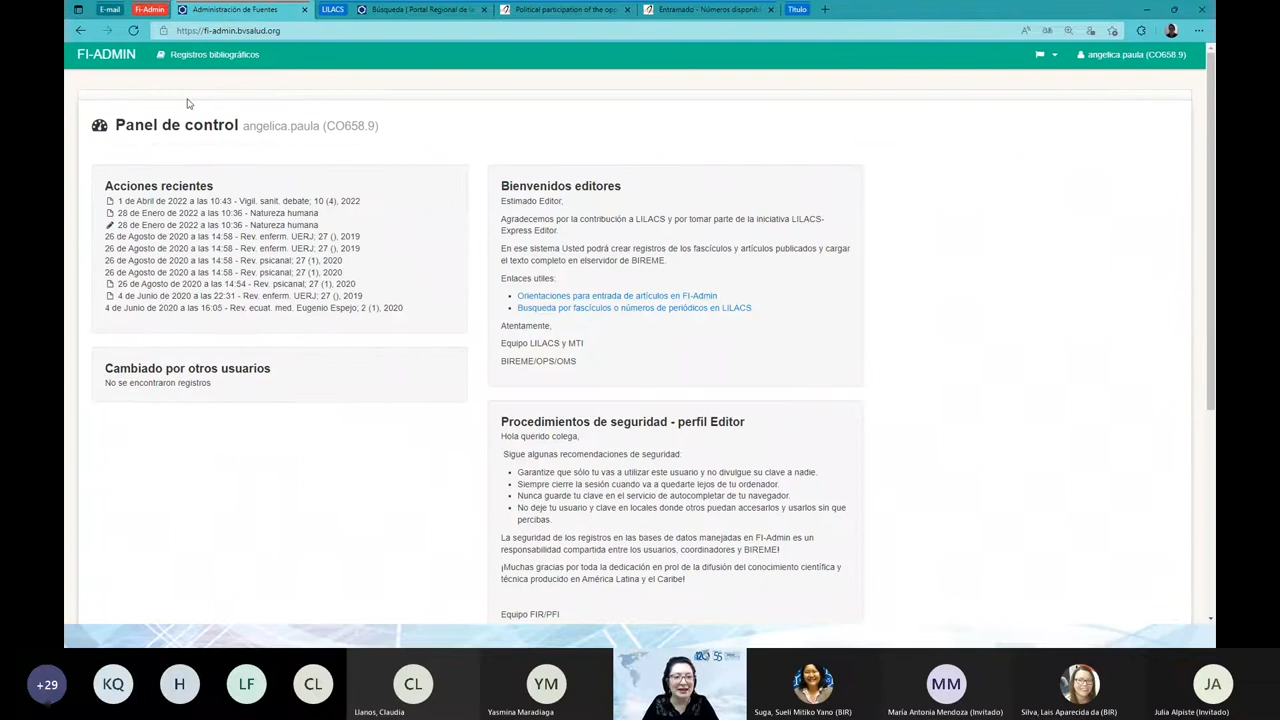 E-mail
Fi-Admin
Administración de Fuentes
LILACS
Búsqueda | Portal Regional de la
Political participation of the op
Entramado - Números disponibl
Título
https://fi-admin.bvsalud.org
FI-ADMIN
Registros bibliográficos
angelica.paula (CO658.9)
Panel de control angelica.paula (CO658.9)
Acciones recientes
1 de Abril de 2022 a las 10:43 - Vigil. sanit. debate; 10 (4), 2022
28 de Enero de 2022 a las 10:36 - Natureza humana
28 de Enero de 2022 a las 10:36 - Natureza humana
26 de Agosto de 2020 a las 14:58 - Rev. enferm. UERJ; 27 (), 2019
26 de Agosto de 2020 a las 14:58 - Rev. enferm. UERJ; 27 (), 2019
26 de Agosto de 2020 a las 14:58 - Rev. psicanal; 27 (1), 2020
26 de Agosto de 2020 a las 14:58 - Rev. psicanal; 27 (1), 2020
26 de Agosto de 2020 a las 14:54 - Rev. psicanal; 27 (1), 2020
4 de Junio de 2020 a las 22:31 - Rev. enferm. UERJ; 27 (), 2019
4 de Junio de 2020 a las 16:05 - Rev. ecuat. med. Eugenio Espejo; 2 (1), 2020
Cambiado por otros usuarios
No se encontraron registros
Bienvenidos editores
Estimado Editor,
Agradecemos por la contribución a LILACS y por tomar parte de la iniciativa LILACS-
Express Editor.
En ese sistema Usted podrá crear registros de los fascículos y artículos publicados y cargar
el texto completo en elservidor de BIREME.
Enlaces utiles:
Orientaciones para entrada de artículos en FI-Admin
Busqueda por fascículos o números de periódicos en LILACS
Atentamente,
Equipo LILACS y MTI
BIREME/OPS/OMS
Procedimientos de seguridad - perfil Editor
Hola querido colega,
Sigue algunas recomendaciones de seguridad:
Garantize que sólo tu vas a utilizar este usuario y no divulgue su clave a nadie.
Siempre cierre la sesión cuando va a quedarte lejos de tu ordenador.
Nunca guarde tu clave en el servicio de autocompletar de tu navegador.
No deje tu usuario y clave en locales donde otros puedan accesarlos y usarlos sin que
percibas.
La seguridad de los registros en las bases de datos manejadas en FI-Admin es un
responsabilidad compartida entre los usuarios, coordinadores y BIREME!
¡Muchas gracias por toda la dedicación en prol de la difusión del conocimiento científica y
técnica producido en América Latina y el Caribe!
Equipo FIR/PFI
+29
KQ
H
LF
CL
CL
YM
MM
JA
Llanos, Claudia
Yasmina Maradiaga
Suga, Sueli Mitiko Yano (BIR)
María Antonia Mendoza (Invitado)
Silva, Lais Aparecida da (BIR)
Julia Alpiste (Invitado)